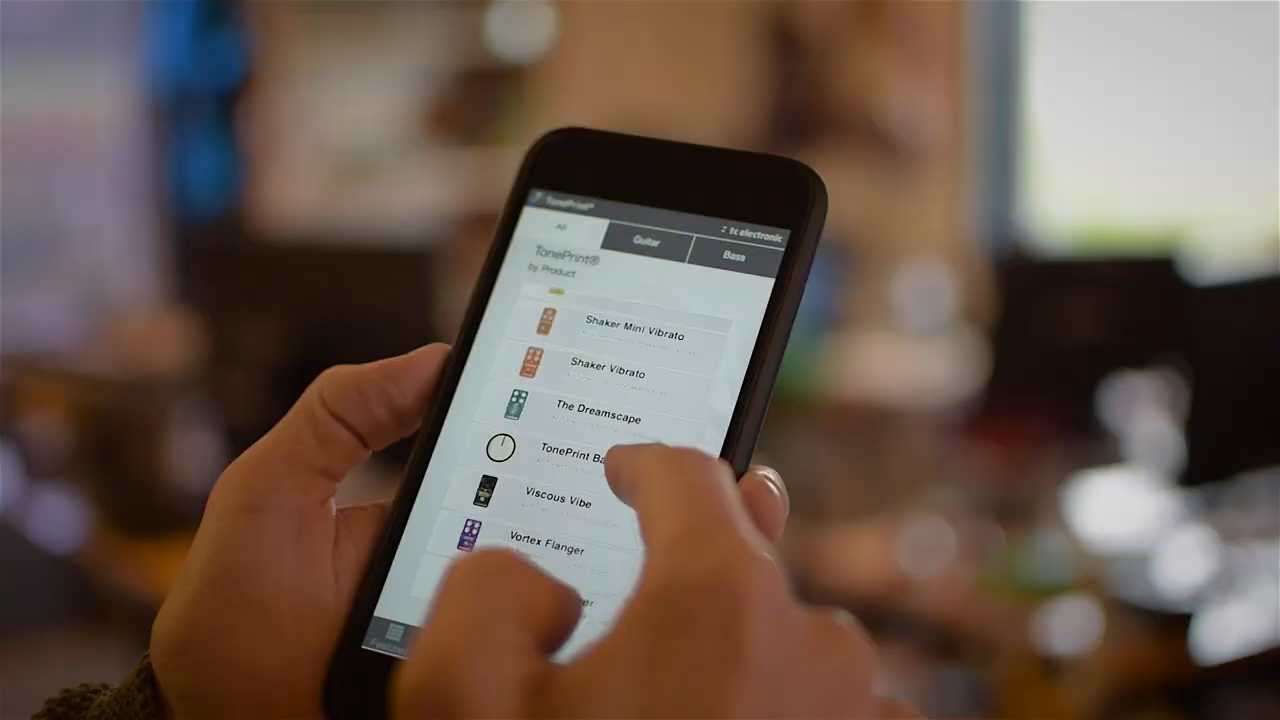 TonePrint®
tc electronic
All
Guitar
Bass
TonePrint®
by Product
Shaker Mini Vibrato
Shaker Vibrato
The Dreamscape
TonePrint
Viscous Vibe
Vortex Flanger